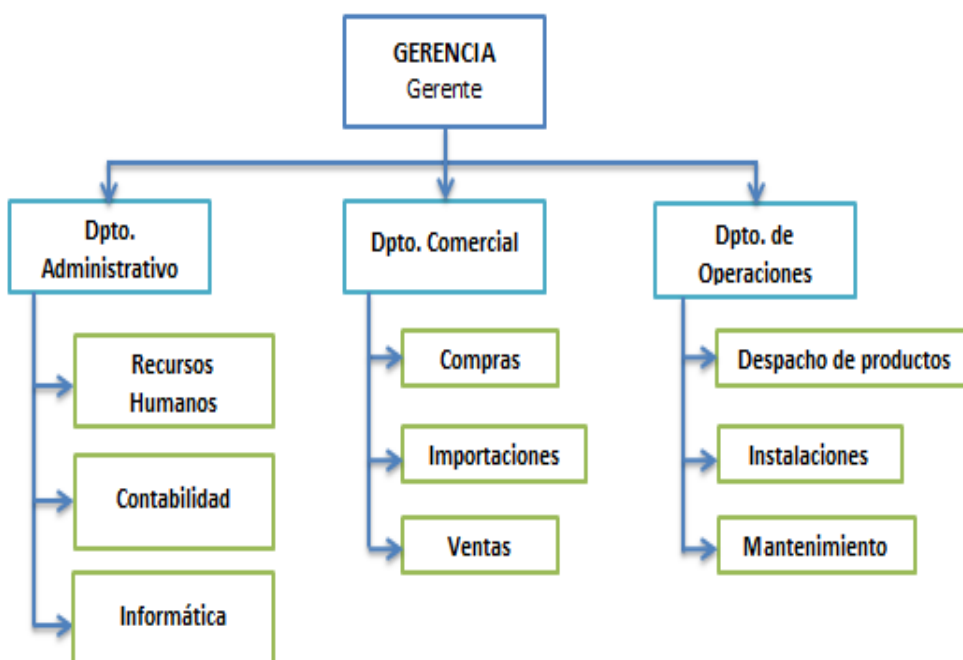 GERENCIA
Gerente
Dpto.
Administrativo
Dpto. Comercial
Dpto. de
Operaciones
Recursos
Humanos
Contabilidad
Informática
Compras
Importaciones
Ventas
Despacho de productos
Instalaciones
Mantenimiento